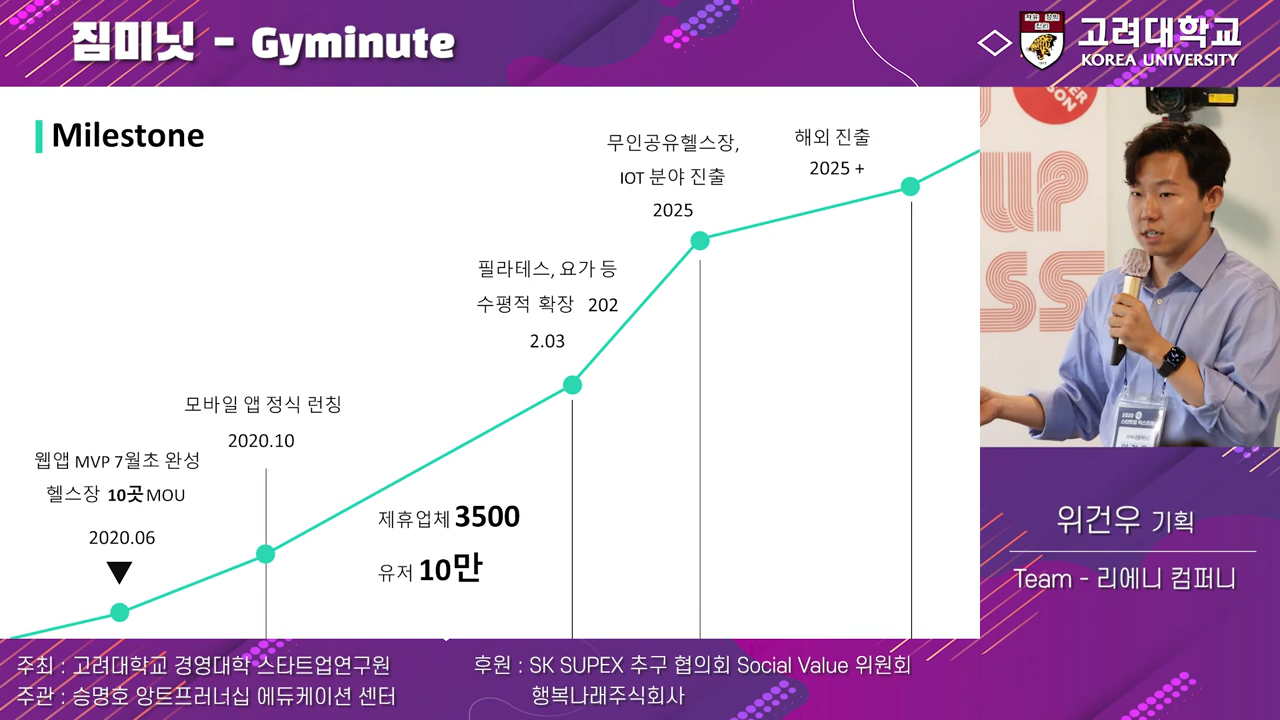 짐미닛 - Gyminute
고려대학교
KOREA UNIVERSITY
Milestone
웹앱 MVP 7월초 완성
헬스장 10곳 MOU
2020.06
모바일 앱 정식 런칭
2020.10
제휴업체 3500
유저 10만
필라테스, 요가 등
수평적 확장 202
2.03
무인공유헬스장,
IOT 분야 진출
2025
해외 진출
2025 +
UP
SS
위건우 기획
Team - 리에니 컴퍼니
주최 : 고려대학교 경영대학 스타트업연구원
주관 : 승명호 앙트프러너십 에듀케이션 센터
후원 : SK SUPEX 추구 협의회 Social Value 위원회
행복나래주식회사